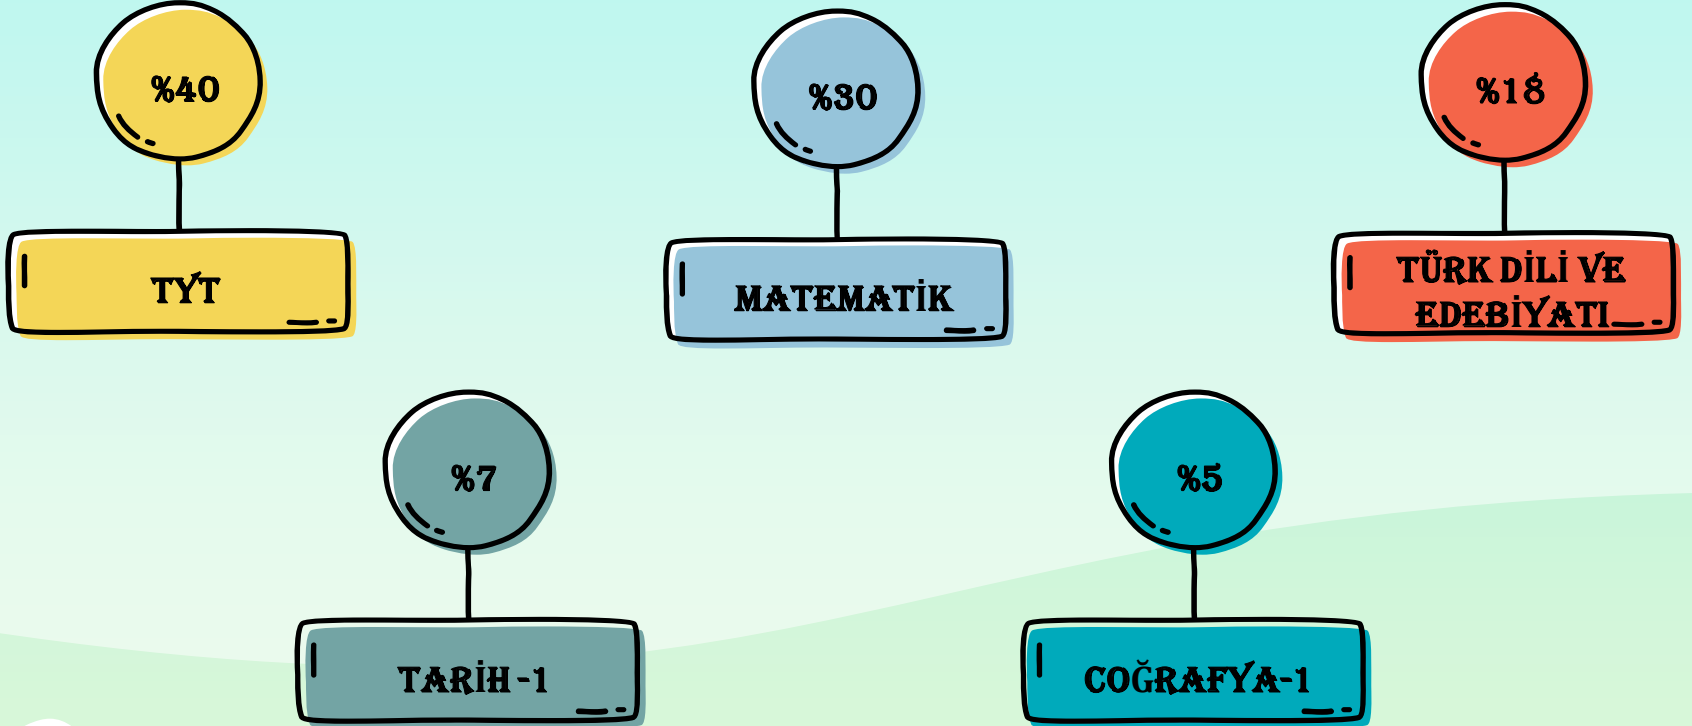 %40
%30
%18
TYT
MATEMATİK
TÜRK DİLİ VE
EDEBİYATI
%7
%5
TARİH -1
COĞRAFYA-1